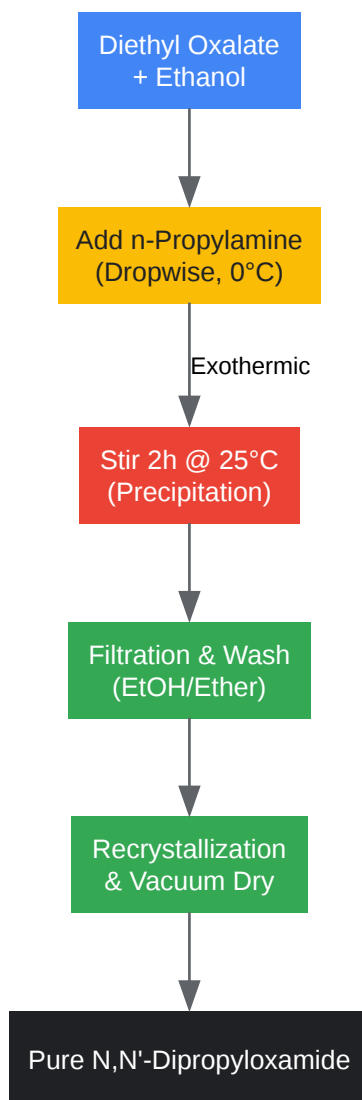 Diethyl Oxalate
+ Ethanol
Add n-Propylamine
(Dropwise, 0°C)
Exothermic
Stir 2h @ 25°C
(Precipitation)
Filtration & Wash
(EtOH/Ether)
Recrystallization
& Vacuum Dry
Pure N,N'-Dipropyloxamide